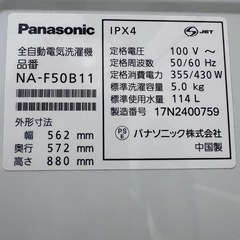 Panasonic
全自動電気洗濯機
品番
NA-F50B11
外形寸法
幅 562 mm
奥行 572 mm
高さ 880 mm
IPX4
S JET
定格電圧 100 V～
定格周波数 50/60 Hz
定格消費電力 355/430 W
標準洗濯容量 5.0 kg
標準使用水量 114 L
製造番号 17N2400759
PS E パナソニック株式会社
中国製